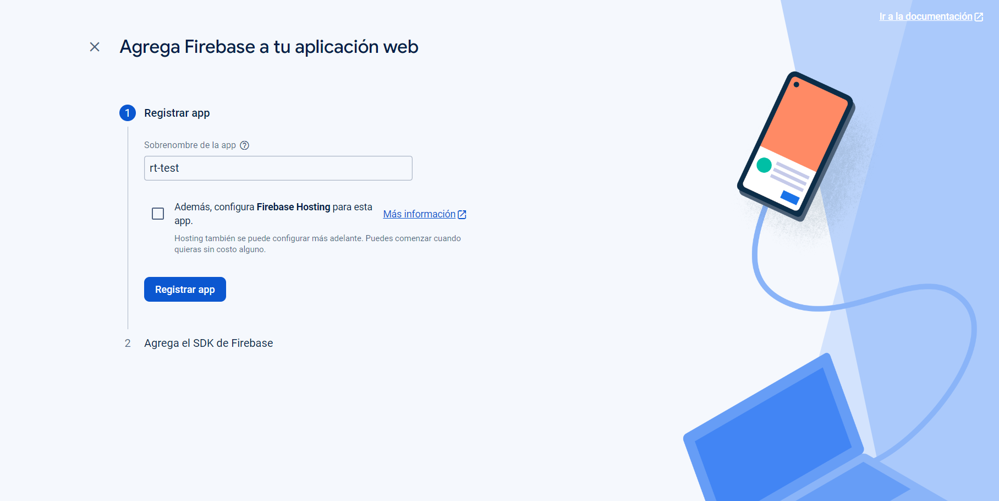 Ir a la documentación
Agrega Firebase a tu aplicación web
1 Registrar app
Sobrenombre de la app
rt-test
Además, configura Firebase Hosting para esta
app.
Más información
Hosting también se puede configurar más adelante. Puedes comenzar cuando
quieras sin costo alguno.
Registrar app
2 Agrega el SDK de Firebase